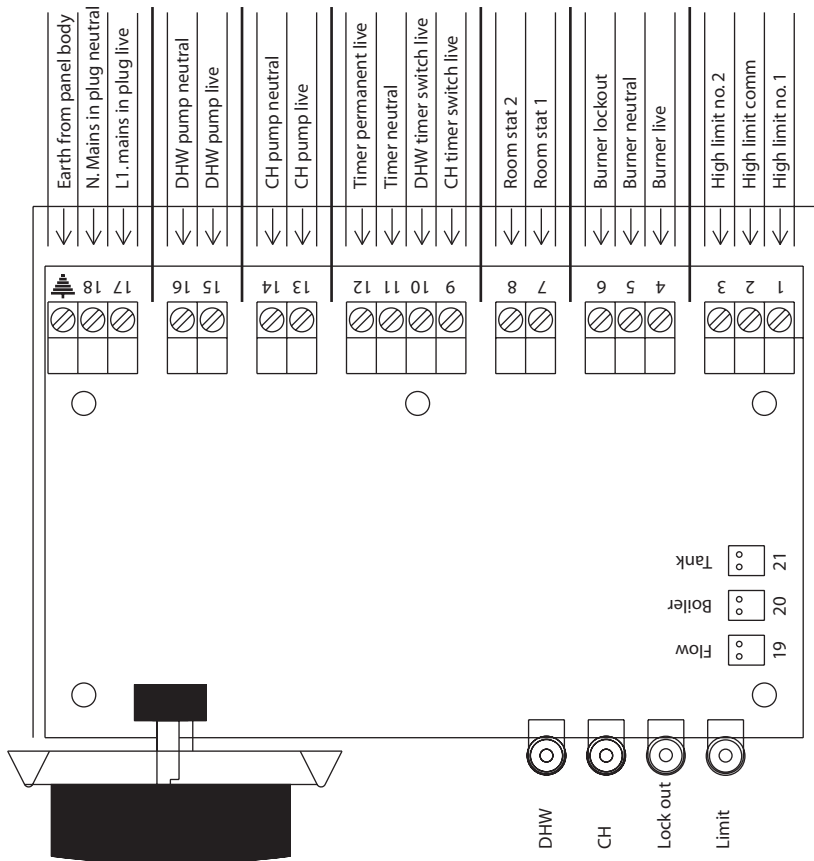 Earth from panel body
N. Mains in plug neutral
L1. mains in plug live
DHW pump neutral
DHW pump live
CH pump neutral
CH pump live
Timer permanent live
Timer neutral
DHW timer switch live
CH timer switch live
Room stat 2
Room stat 1
Burner lockout
Burner neutral
Burner live
High limit no. 2
High limit comm
High limit no. 1
18
17
16
15
14
13
12
11
10
9
8
7
6
5
4
3
2
1
Tank
21
Boiler
20
Flow
19
DHW
CH
Lock out
Limit